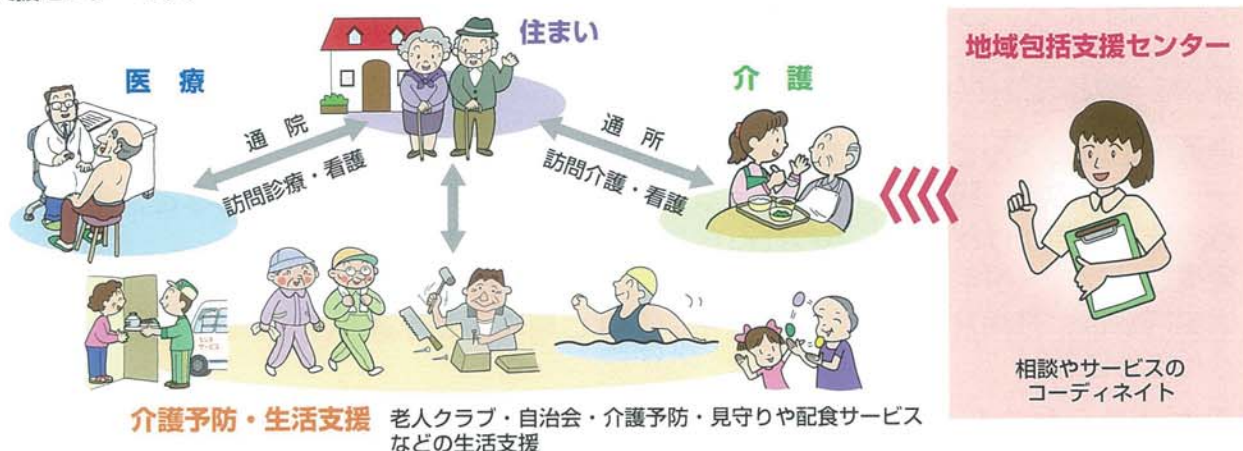 住まい
医療
介護
地域包括支援センター
通院
訪問診療・看護
通所
訪問介護・看護
サービス
相談やサービスの
コーディネイト
介護予防・生活支援
老人クラブ・自治会・介護予防・見守りや配食サービス
などの生活支援